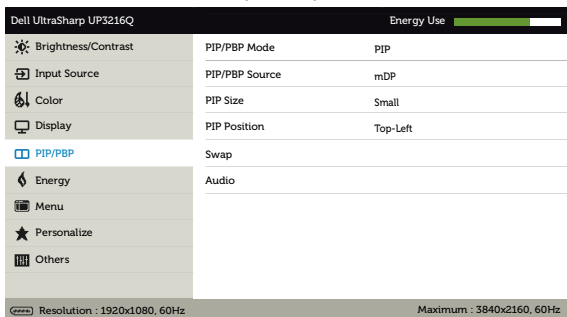 Dell UltraSharp UP3216Q Energy Use
Brightness/Contrast PIP/PBP Mode PIP
Input Source PIP/PBP Source mDP
Color PIP Size Small
Display PIP Position Top-Left
PIP/PBP Swap
Energy Audio
Menu
Personalize
Others
Resolution : 1920x1080, 60Hz Maximum : 3840x2160, 60Hz